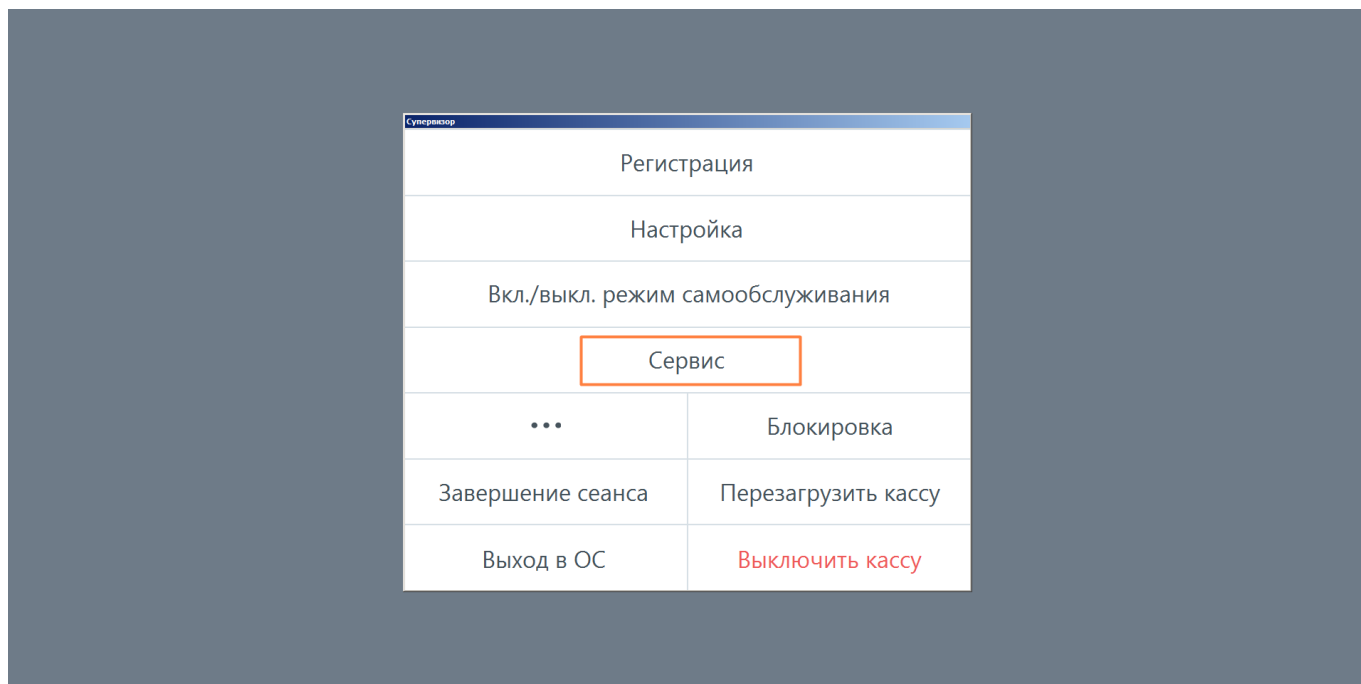 Супервизор
Регистрация
Настройка
Вкл./выкл. режим самообслуживания
Сервис
••• Блокировка
Завершение сеанса Перезагрузить кассу
Выход в ОС Выключить кассу